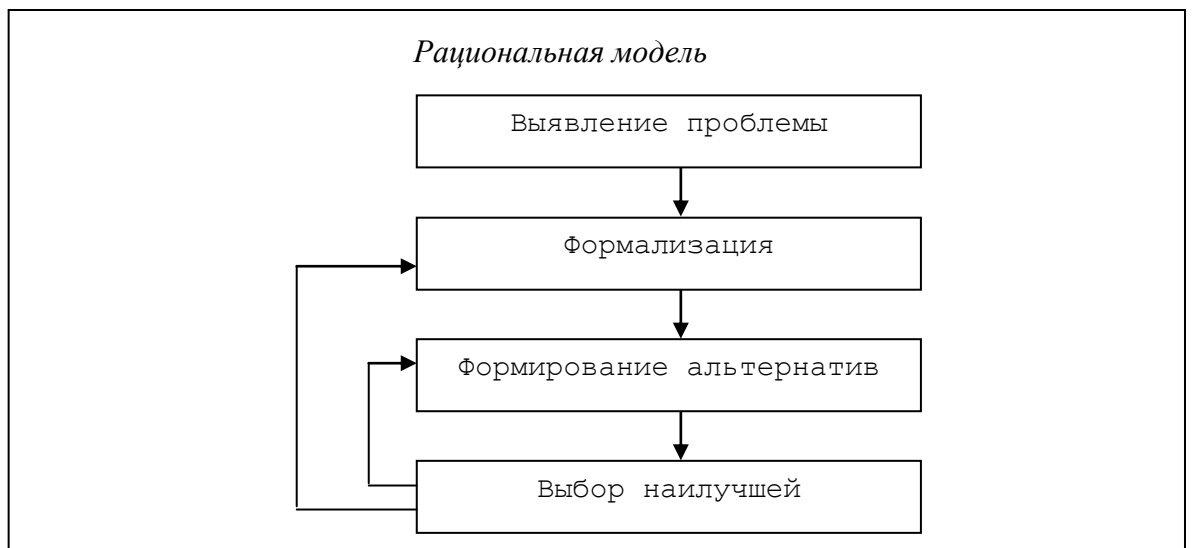 Рациональная модель
Выявление проблемы
Формализация
Формирование альтернатив
Выбор наилучшей